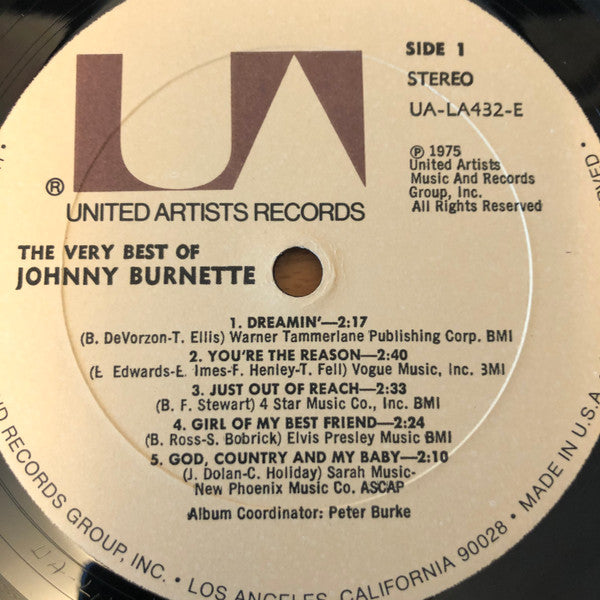 UA
SIDE 1
STEREO
UA-LA432-E
℗ 1975
United Artists
Music And Records
Group, Inc.
All Rights Reserved
®
UNITED ARTISTS RECORDS
THE VERY BEST OF
JOHNNY BURNETTE
1. DREAMIN'—2:17
(B. DeVorzon-T. Ellis) Warner Tammerlane Publishing Corp. BMI
2. YOU'RE THE REASON—2:40
(E Edwards-E. Imes-F. Henley-T. Fell) Vogue Music, Inc. BMI
3. JUST OUT OF REACH—2:33
(B. F. Stewart) 4 Star Music Co., Inc. BMI
4. GIRL OF MY BEST FRIEND—2:24
(B. Ross-S. Bobrick) Elvis Presley Music BMI
5. GOD, COUNTRY AND MY BABY—2:10
(J. Dolan-C. Holiday) Sarah Music-
New Phoenix Music Co. ASCAP
Album Coordinator: Peter Burke
ND RECORDS GROUP, INC. • LOS ANGELES, CALIFORNIA 90028 • MADE IN U.S.A.